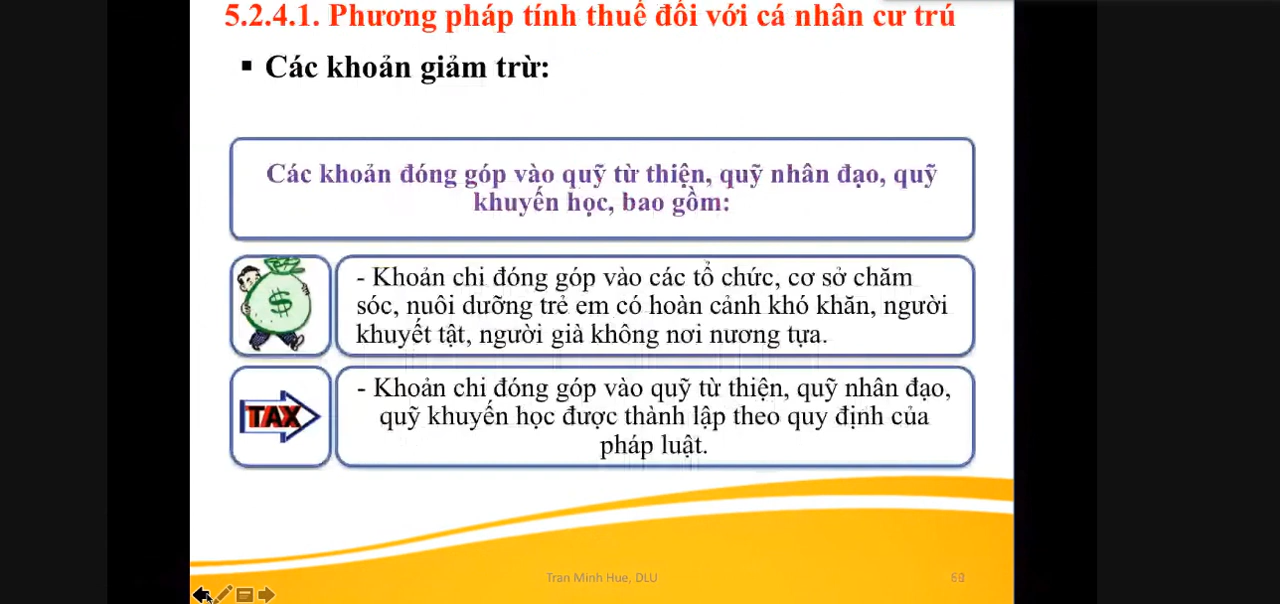 5.2.4.1. Phương pháp tính thuế đối với cá nhân cư trú
▪ Các khoản giảm trừ:
Các khoản đóng góp vào quỹ từ thiện, quỹ nhân đạo, quỹ
khuyến học, bao gồm:
$
- Khoản chi đóng góp vào các tổ chức, cơ sở chăm
sóc, nuôi dưỡng trẻ em có hoàn cảnh khó khăn, người
khuyết tật, người già không nơi nương tựa.
TAX
- Khoản chi đóng góp vào quỹ từ thiện, quỹ nhân đạo,
quỹ khuyến học được thành lập theo quy định của
pháp luật.
Tran Minh Hue, DLU